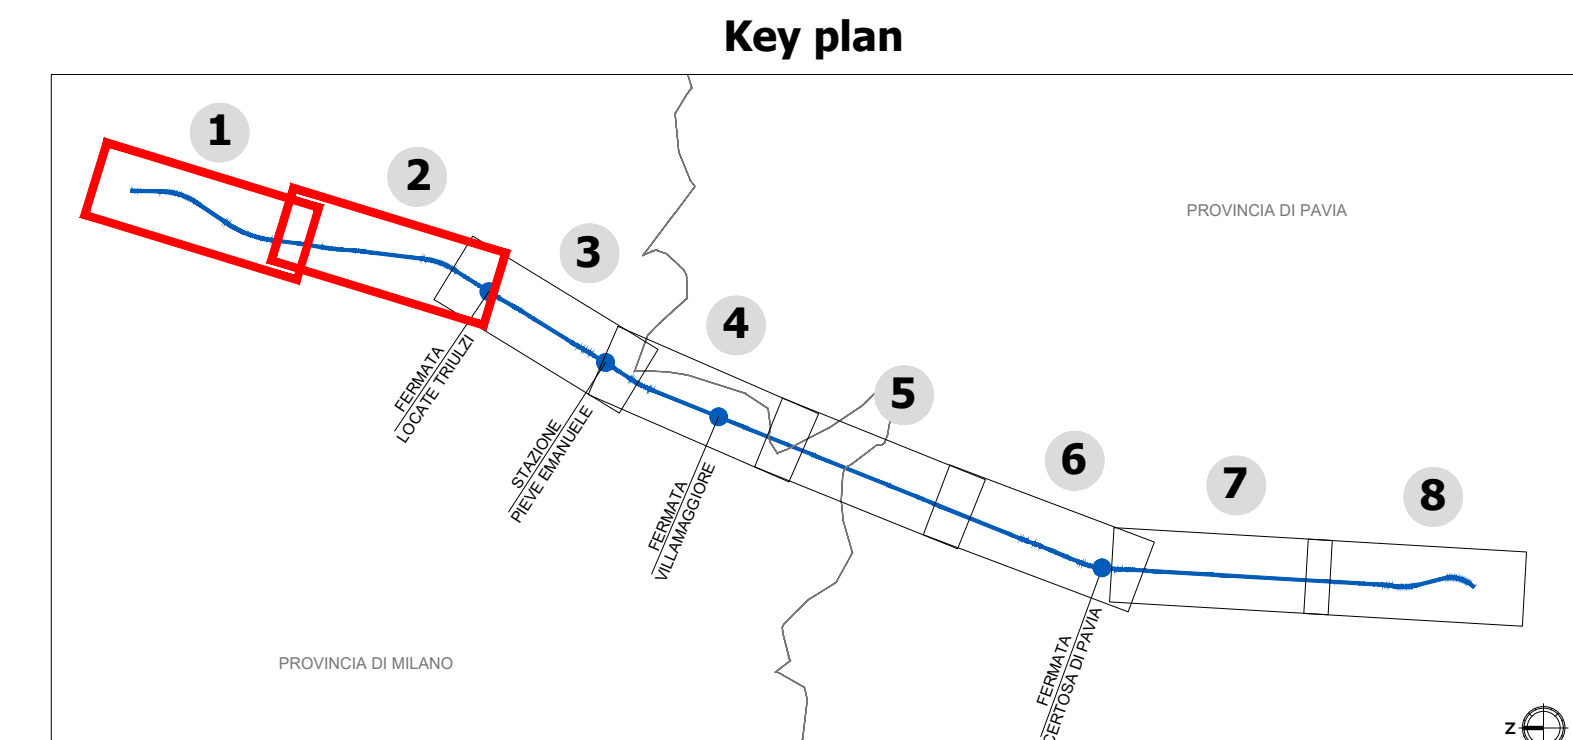 Key plan
1
2
3
4
5
6
7
8
PROVINCIA DI PAVIA
FERMATA
LOCATE TRIULZI
STAZIONE
PIEVE EMANUELE
FERMATA
VILLAMAGGIORE
FERMATA
CERTOSA DI PAVIA
PROVINCIA DI MILANO
Z